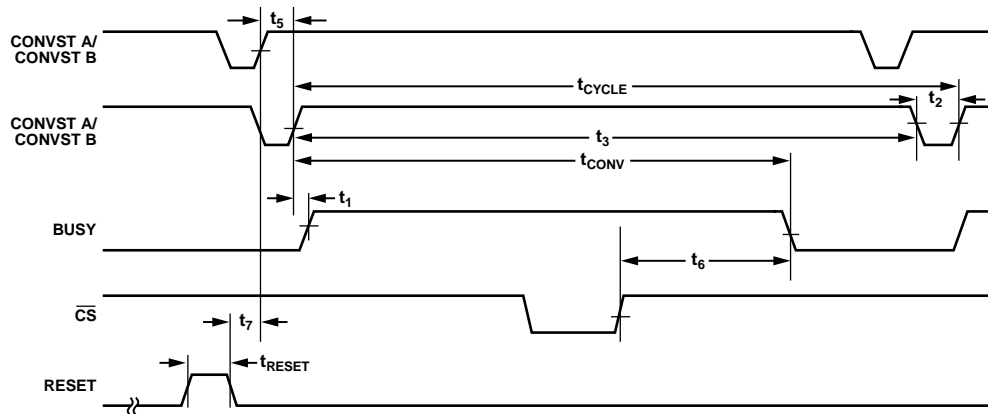 t5
CONVST A/
CONVST B
tCYCLE
t2
CONVST A/
CONVST B
t3
tCONV
t1
BUSY
t6
CS
t7
tRESET
RESET